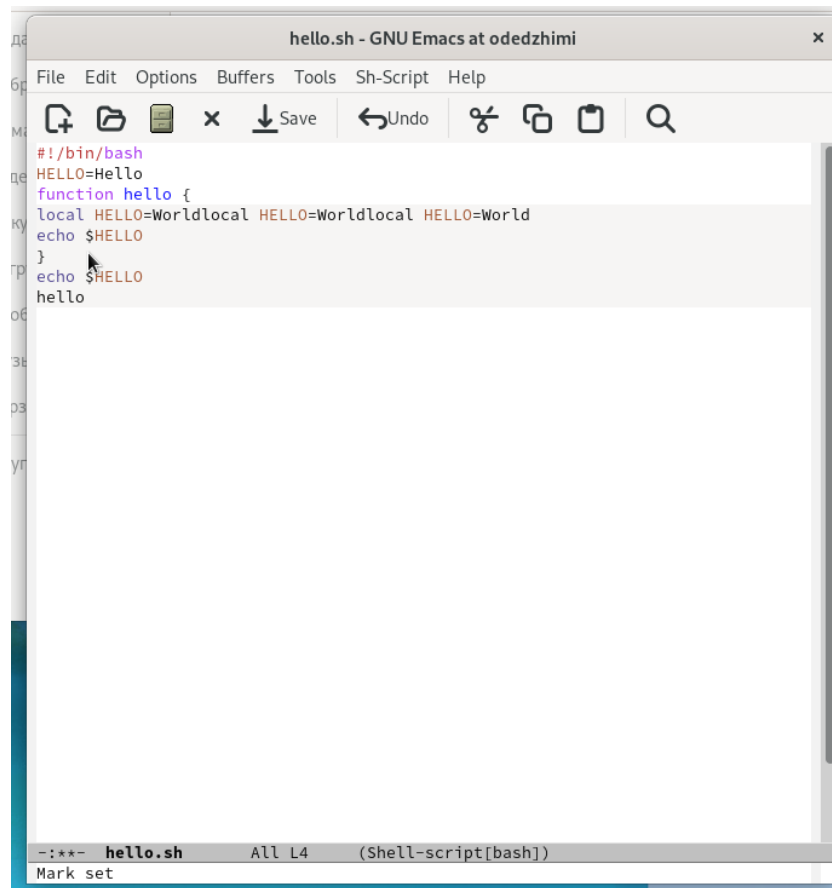 hello.sh - GNU Emacs at odedzhimi
File Edit Options Buffers Tools Sh-Script Help
Save Undo
#!/bin/bash
HELLO=Hello
function hello {
local HELLO=Worldlocal HELLO=Worldlocal HELLO=World
echo $HELLO
}
echo $HELLO
hello
-:**- hello.sh All L4 (Shell-script[bash])
Mark set